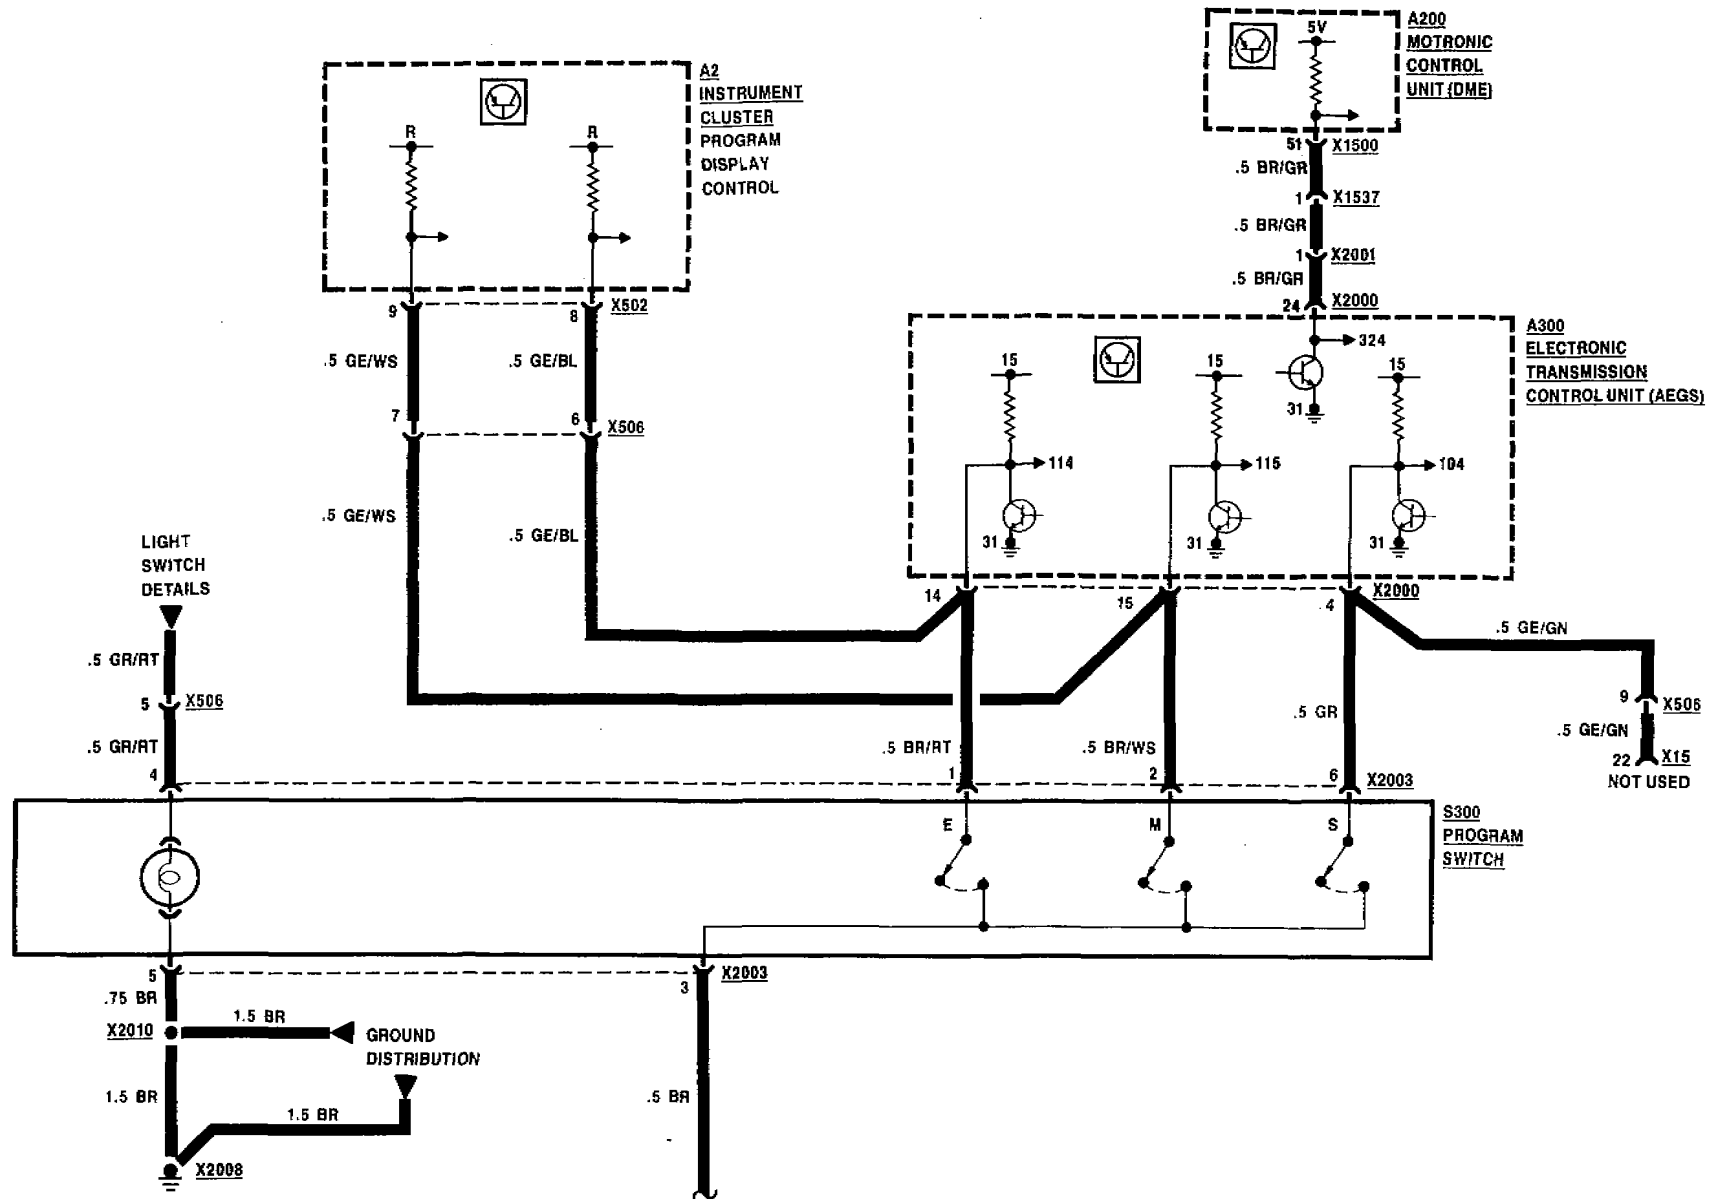 A2
INSTRUMENT
CLUSTER
PROGRAM
DISPLAY
CONTROL
R
R
9
8
X502
.5 GE/WS
.5 GE/BL
7
6
X506
.5 GE/WS
.5 GE/BL
A200
MOTRONIC
CONTROL
UNIT (DME)
5V
51
X1500
.5 BR/GR
1
X1537
.5 BR/GR
1
X2001
.5 BR/GR
24
X2000
A300
ELECTRONIC
TRANSMISSION
CONTROL UNIT (AEGS)
324
31
15
15
15
114
115
104
31
31
31
14
15
4
X2000
.5 GE/GN
9
X506
.5 GE/GN
22
X15
NOT USED
LIGHT
SWITCH
DETAILS
.5 GR/RT
5
X506
.5 GR/RT
4
.5 BR/RT
.5 BR/WS
.5 GR
1
2
6
X2003
S300
PROGRAM
SWITCH
E
M
S
5
3
X2003
.75 BR
X2010
1.5 BR
GROUND
DISTRIBUTION
1.5 BR
1.5 BR
.5 BR
X2008